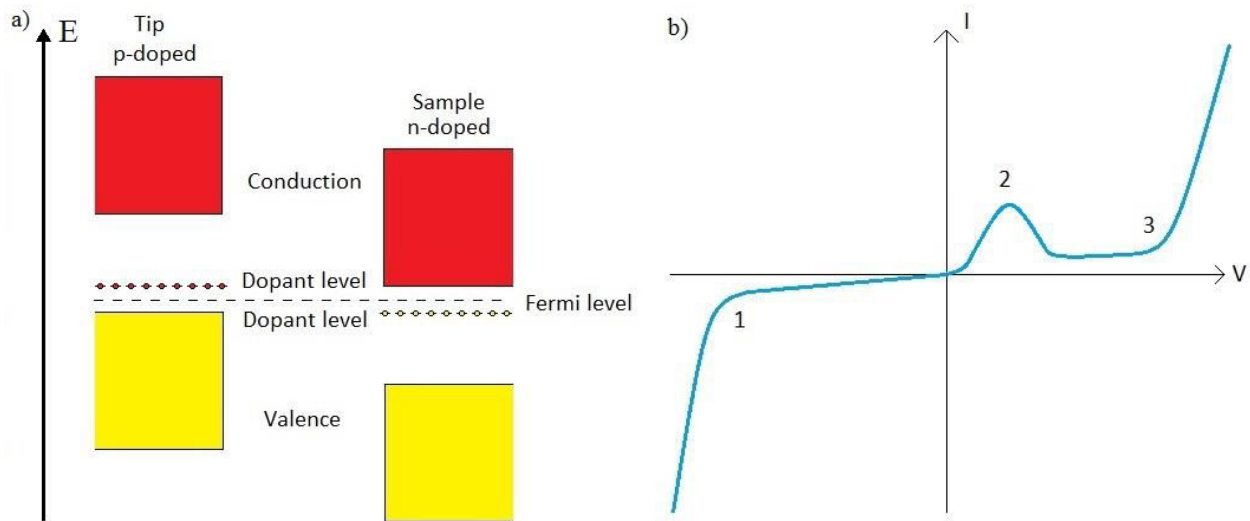 a)
E
Tip
p-doped
Sample
n-doped
Conduction
Dopant level
Fermi level
Dopant level
Valence
b)
I
2
3
V
1